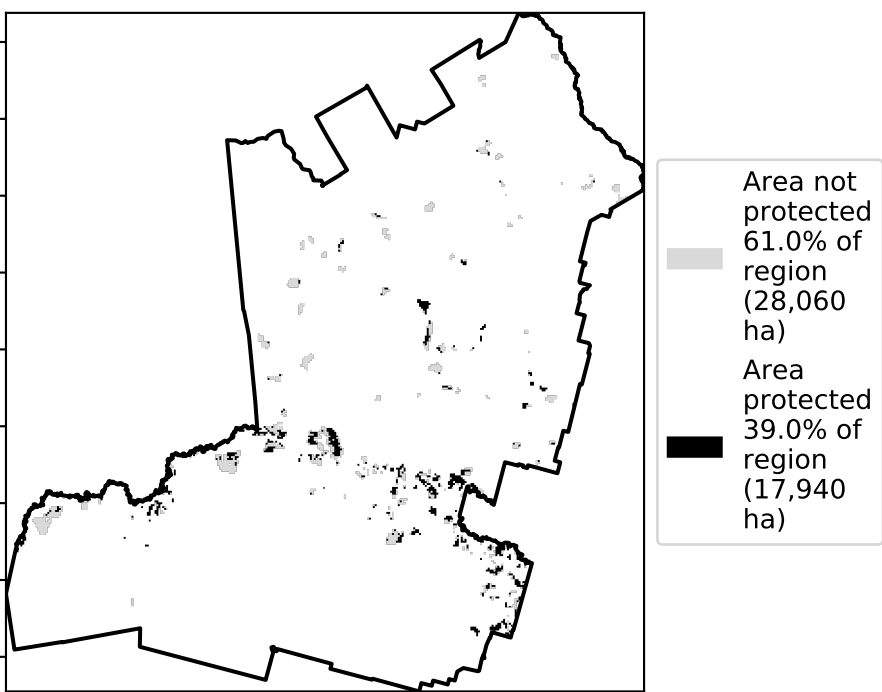 Area not
protected
61.0% of
region
(28,060
ha)
Area
protected
39.0% of
region
(17,940
ha)